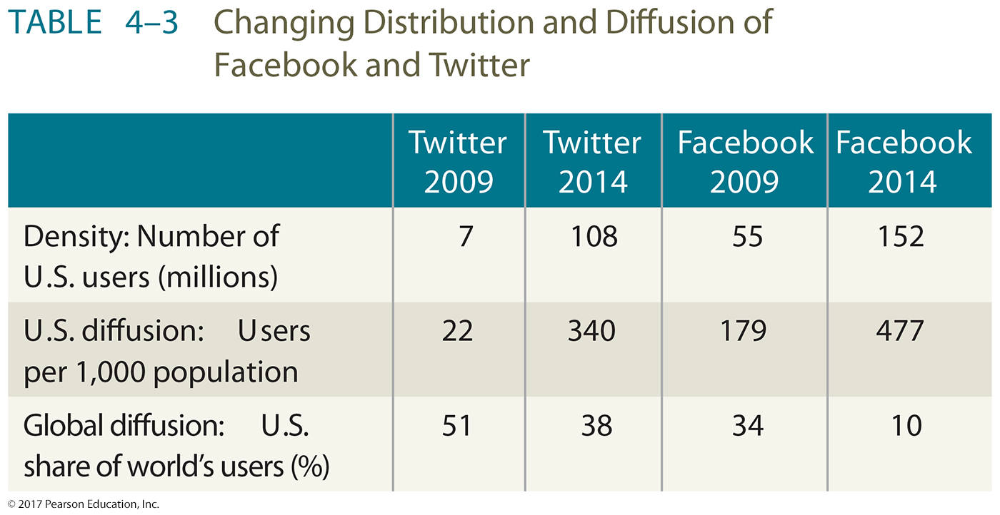 TABLE 4–3 Changing Distribution and Diffusion of
Facebook and Twitter
Twitter 2009 Twitter 2014 Facebook 2009 Facebook 2014
Density: Number of
U.S. users (millions) 7 108 55 152
U.S. diffusion: Users
per 1,000 population 22 340 179 477
Global diffusion: U.S.
share of world's users (%) 51 38 34 10
© 2017 Pearson Education, Inc.